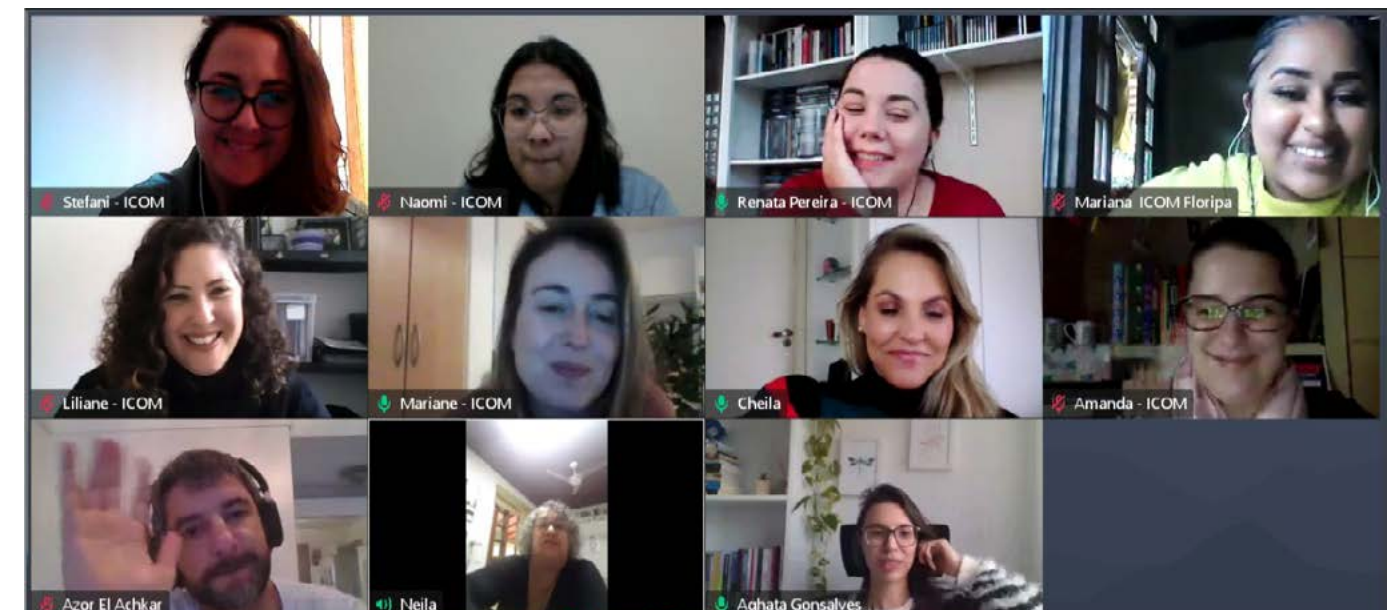 Stefani - ICOM
Naomi - ICOM
Renata Pereira - ICOM
Mariana ICOM Floripa
Liliane - ICOM
Mariane - ICOM
Cheila
Amanda - ICOM
Azor El Achkar
Neila
Aghata Gonsalves